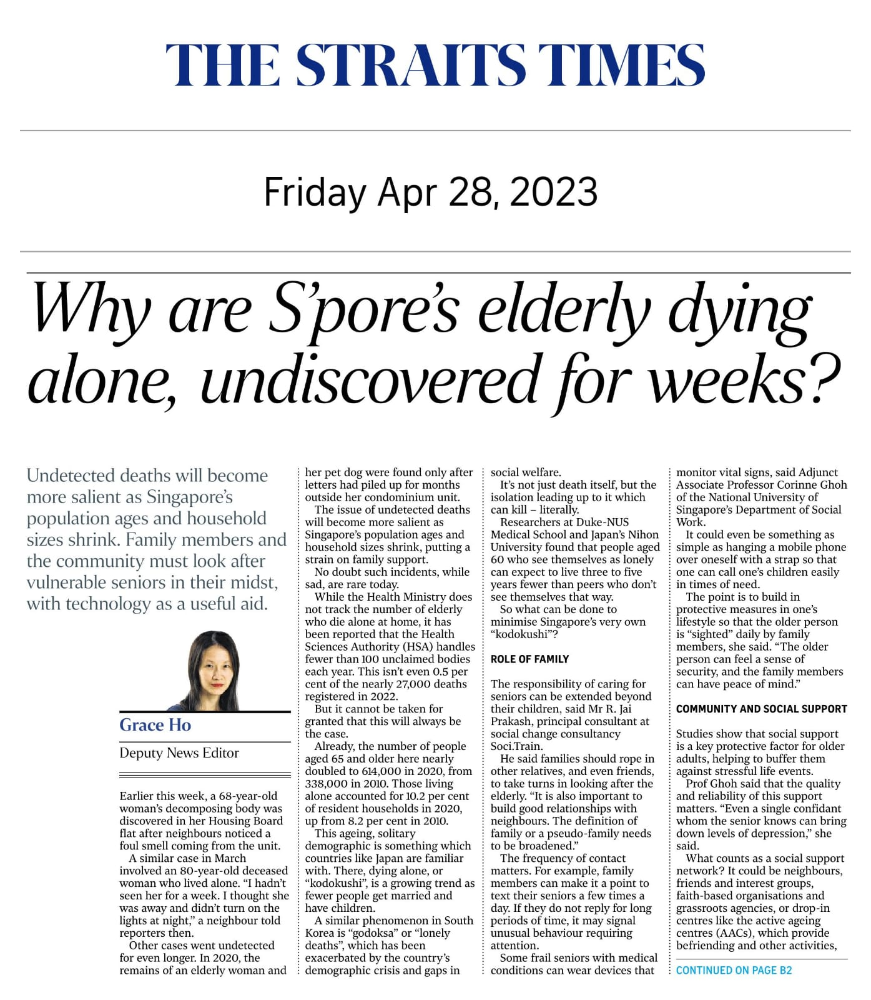 THE STRAITS TIMES
Friday Apr 28, 2023
Why are S’pore’s elderly dying
alone, undiscovered for weeks?
Undetected deaths will become
more salient as Singapore’s
population ages and household
sizes shrink. Family members and
the community must look after
vulnerable seniors in their midst,
with technology as a useful aid.
Grace Ho
Deputy News Editor
Earlier this week, a 68-year-old
woman’s decomposing body was
discovered in her Housing Board
flat after neighbours noticed a
foul smell coming from the unit.
A similar case in March
involved an 80-year-old deceased
woman who lived alone. “I hadn’t
seen her for a week. I thought she
was away and didn’t turn on the
lights at night,” a neighbour told
reporters then.
Other cases went undetected
for even longer. In 2020, the
remains of an elderly woman and
her pet dog were found only after
letters had piled up for months
outside her condominium unit.
The issue of undetected deaths
will become more salient as
Singapore’s population ages and
household sizes shrink, putting a
strain on family support.
No doubt such incidents, while
sad, are rare today.
While the Health Ministry does
not track the number of elderly
who die alone at home, it has
been reported that the Health
Sciences Authority (HSA) handles
fewer than 100 unclaimed bodies
each year. This isn’t even 0.5 per
cent of the nearly 27,000 deaths
registered in 2022.
But it cannot be taken for
granted that this will always be
the case.
Already, the number of people
aged 65 and older here nearly
doubled to 614,000 in 2020, from
338,000 in 2010. Those living
alone accounted for 10.2 per cent
of resident households in 2020,
up from 8.2 per cent in 2010.
This ageing, solitary
demographic is something which
countries like Japan are familiar
with. There, dying alone, or
“kodokushi”, is a growing trend as
fewer people get married and
have children.
A similar phenomenon in South
Korea is “godoksa” or “lonely
deaths”, which has been
exacerbated by the country’s
demographic crisis and gaps in
social welfare.
It’s not just death itself, but the
isolation leading up to it which
can kill – literally.
Researchers at Duke-NUS
Medical School and Japan’s Nihon
University found that people aged
60 who see themselves as lonely
can expect to live three to five
years fewer than peers who don’t
see themselves that way.
So what can be done to
minimise Singapore’s very own
“kodokushi”?
ROLE OF FAMILY
The responsibility of caring for
seniors can be extended beyond
their children, said Mr R. Jai
Prakash, principal consultant at
social change consultancy
Soci.Train.
He said families should rope in
other relatives, and even friends,
to take turns in looking after the
elderly. “It is also important to
build good relationships with
neighbours. The definition of
family or a pseudo-family needs
to be broadened.”
The frequency of contact
matters. For example, family
members can make it a point to
text their seniors a few times a
day. If they do not reply for long
periods of time, it may signal
unusual behaviour requiring
attention.
Some frail seniors with medical
conditions can wear devices that
monitor vital signs, said Adjunct
Associate Professor Corinne Ghoh
of the National University of
Singapore’s Department of Social
Work.
It could even be something as
simple as hanging a mobile phone
over oneself with a strap so that
one can call one’s children easily
in times of need.
The point is to build in
protective measures in one’s
lifestyle so that the older person
is “sighted” daily by family
members, she said. “The older
person can feel a sense of
security, and the family members
can have peace of mind.”
COMMUNITY AND SOCIAL SUPPORT
Studies show that social support
is a key protective factor for older
adults, helping to buffer them
against stressful life events.
Prof Ghoh said that the quality
and reliability of this support
matters. “Even a single confidant
whom the senior knows can bring
down levels of depression,” she
said.
What counts as a social support
network? It could be neighbours,
friends and interest groups,
faith-based organisations and
grassroots agencies, or drop-in
centres like the active ageing
centres (AACs), which provide
befriending and other activities,
CONTINUED ON PAGE B2